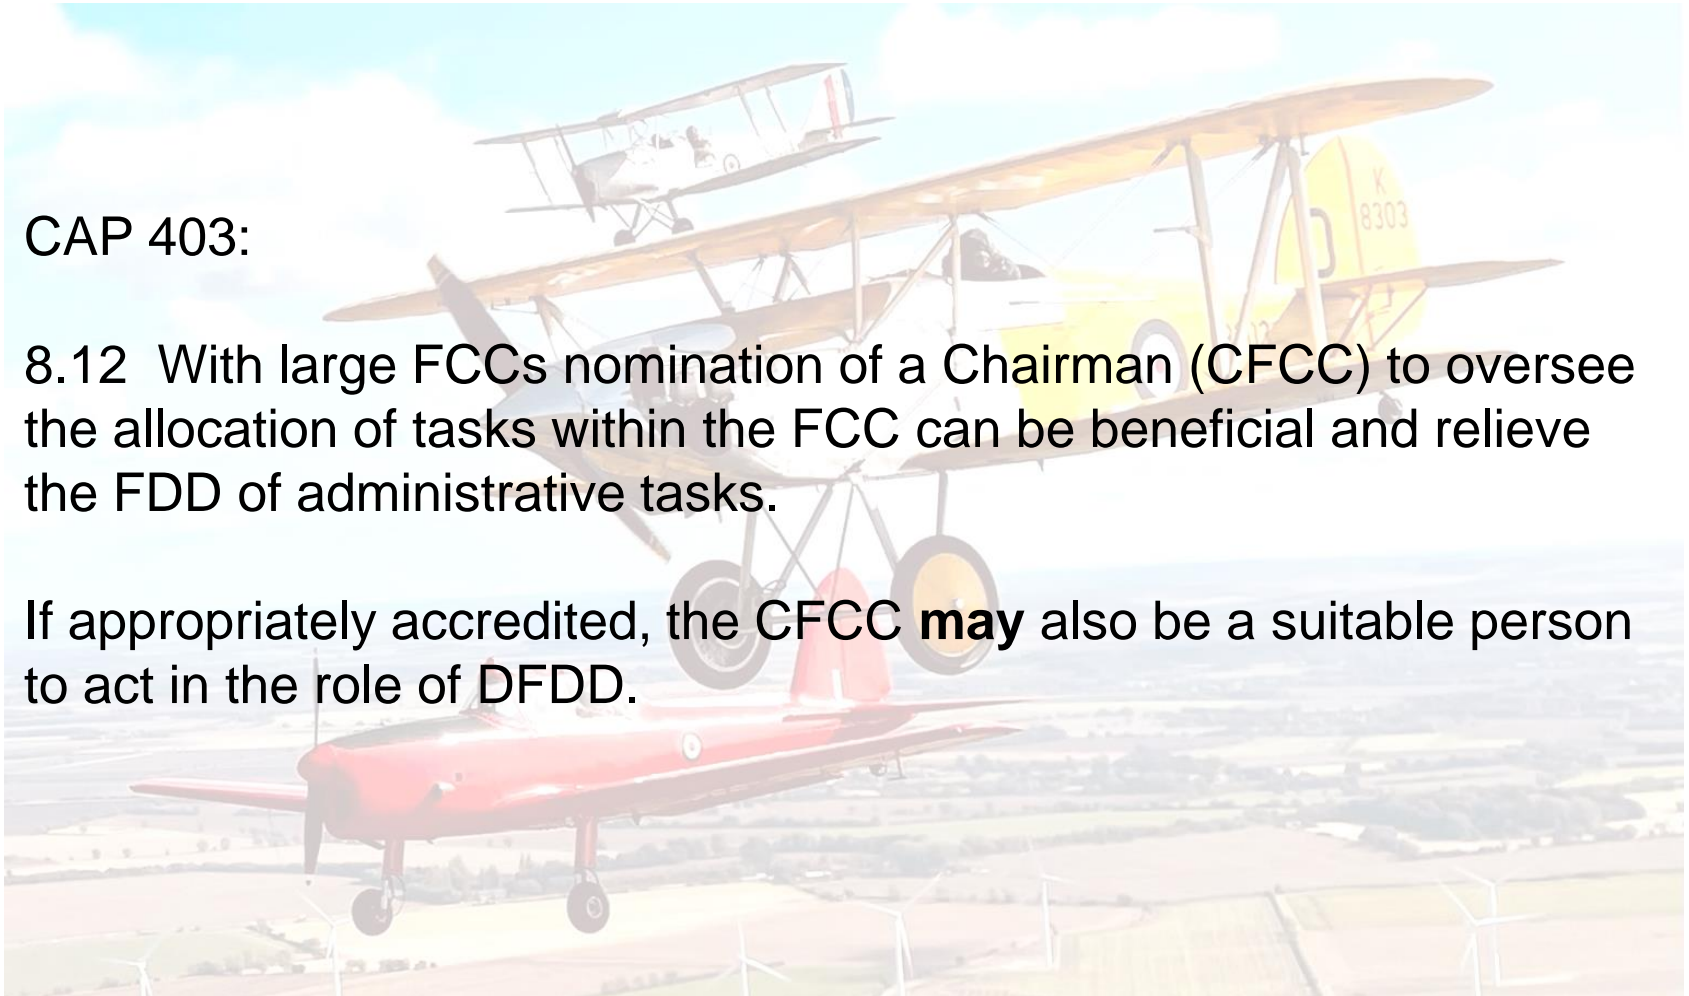 CAP 403:
8.12 With large FCCs nomination of a Chairman (CFCC) to oversee
the allocation of tasks within the FCC can be beneficial and relieve
the FDD of administrative tasks.
If appropriately accredited, the CFCC may also be a suitable person
to act in the role of DFDD.
K
8303
D